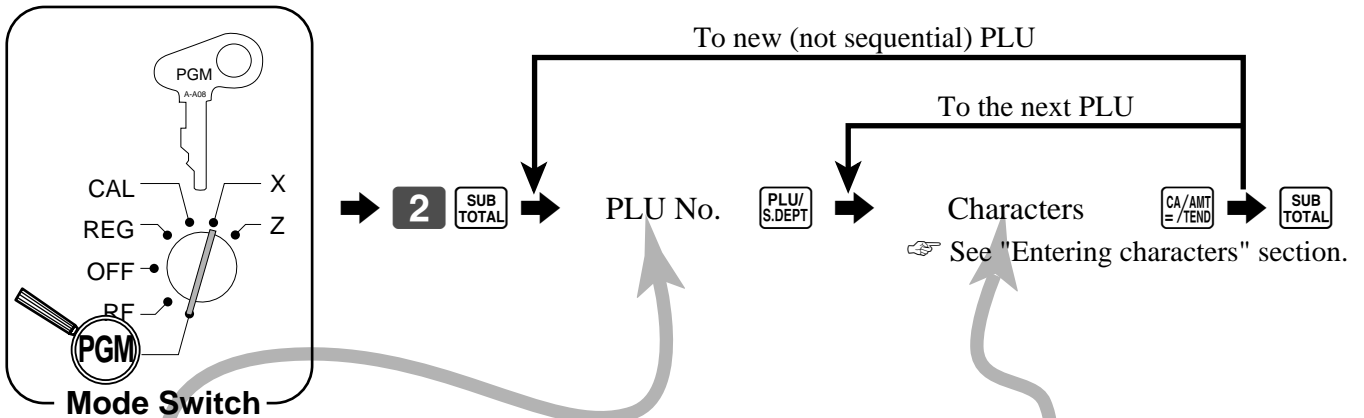 To new (not sequential) PLU
To the next PLU
PGM
A-A08
CAL
X
REG
Z
OFF
RF
PGM
Mode Switch
2
SUB
TOTAL
PLU No.
PLU/
S.DEPT
Characters
CA/AMT
= /TEND
SUB
TOTAL
☞ See "Entering characters" section.